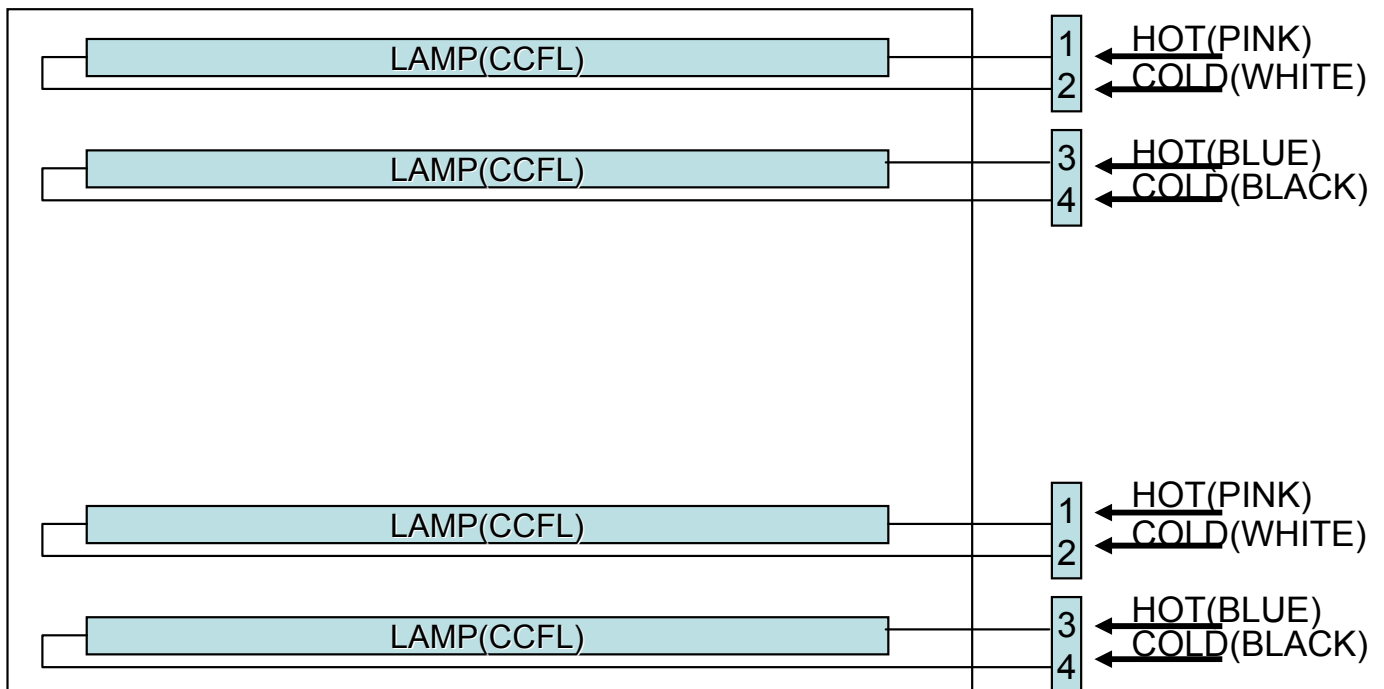 LAMP(CCFL)
1
HOT(PINK)
2
COLD(WHITE)
LAMP(CCFL)
3
HOT(BLUE)
4
COLD(BLACK)
LAMP(CCFL)
1
HOT(PINK)
2
COLD(WHITE)
LAMP(CCFL)
3
HOT(BLUE)
4
COLD(BLACK)